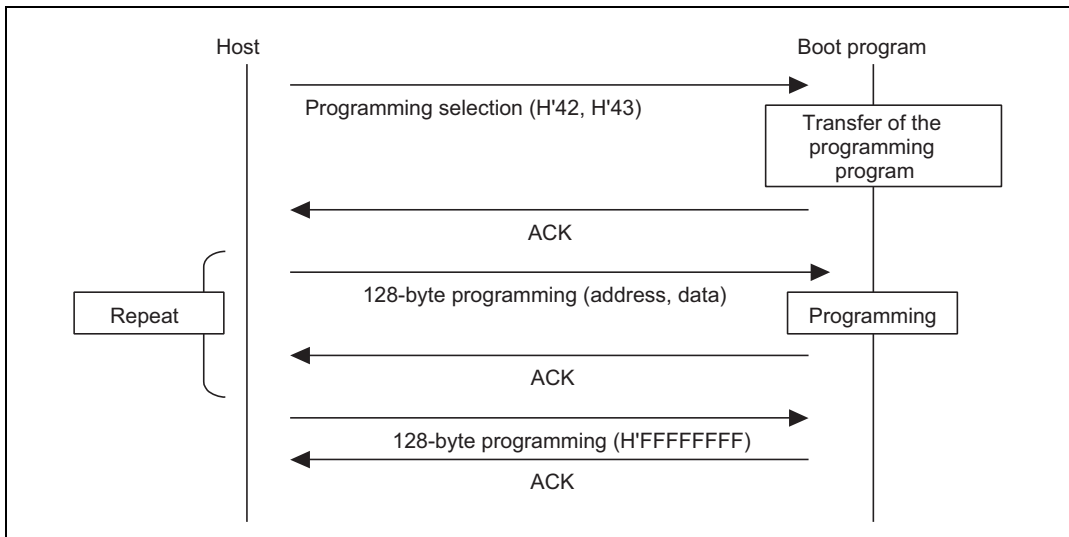 Host
Boot program
Programming selection (H'42, H'43)
Transfer of the
programming
program
ACK
128-byte programming (address, data)
Repeat
Programming
ACK
128-byte programming (H'FFFFFFFF)
ACK